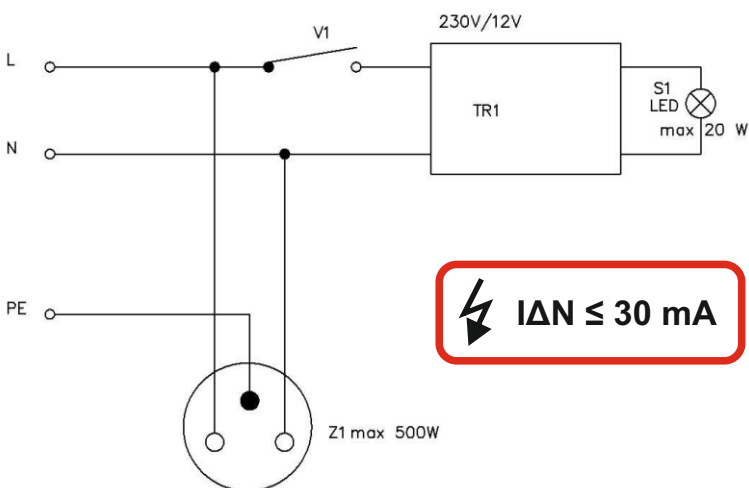 230V/12V
V1
L
S1
LED
TR1
max 20 W
N
PE
IΔN ≤ 30 mA
Z1 max 500W